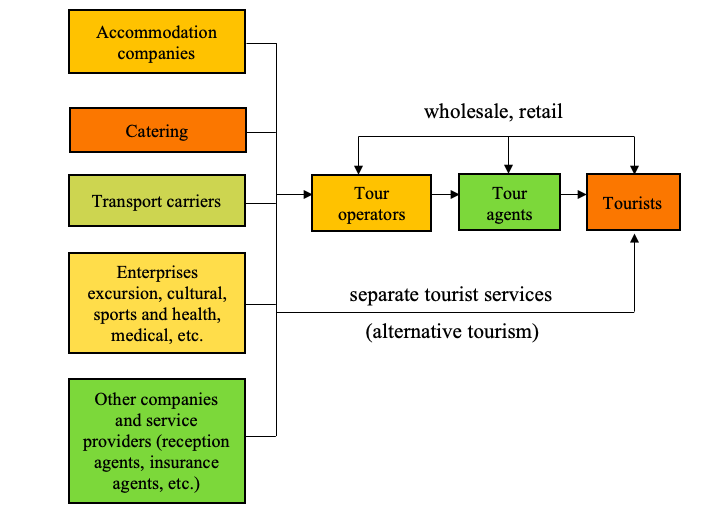 Accommodation
companies
Catering
Transport carriers
Enterprises
excursion, cultural,
sports and health,
medical, etc.
Other companies
and service
providers (reception
agents, insurance
agents, etc.)
wholesale, retail
Tour
operators
Tour
agents
Tourists
separate tourist services
(alternative tourism)